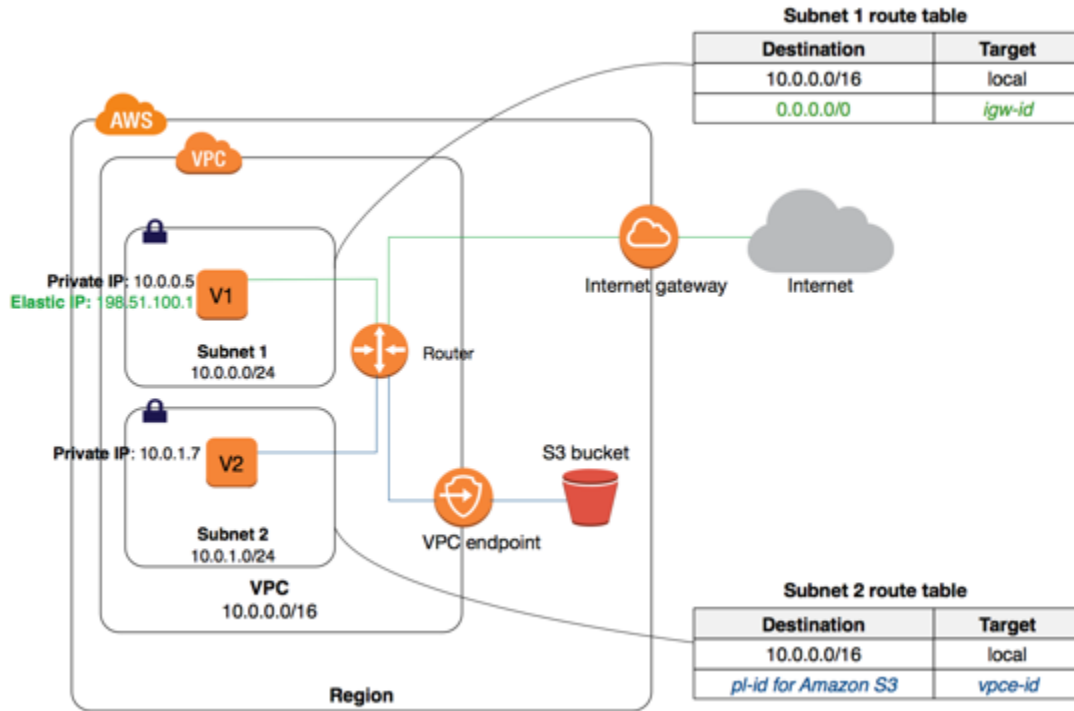 Subnet 1 route table
Destination Target
10.0.0.0/16 local
0.0.0.0/0 igw-id
AWS
VPC
Private IP: 10.0.0.5
Elastic IP: 198.51.100.1
V1
Subnet 1
10.0.0.0/24
Router
Internet gateway
Internet
Private IP: 10.0.1.7
V2
Subnet 2
10.0.1.0/24
S3 bucket
VPC endpoint
VPC
10.0.0.0/16
Region
Subnet 2 route table
Destination Target
10.0.0.0/16 local
pl-id for Amazon S3 vpce-id